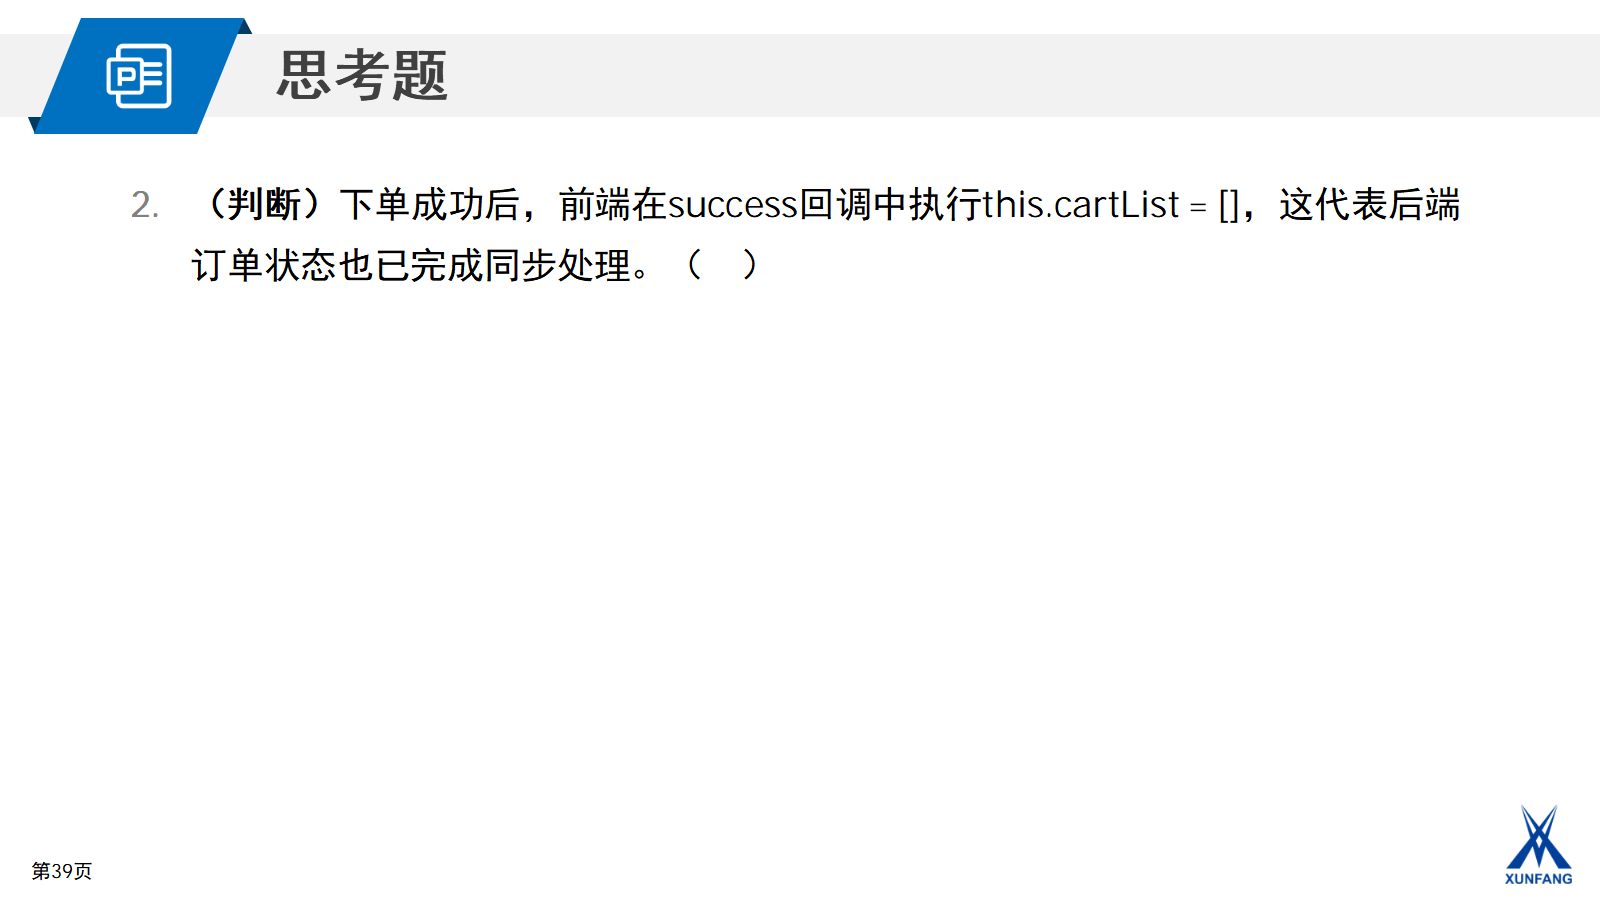 思考题
2. （判断）下单成功后，前端在success回调中执行this.cartList = []，这代表后端
订单状态也已完成同步处理。（　）
第39页
XUNFANG